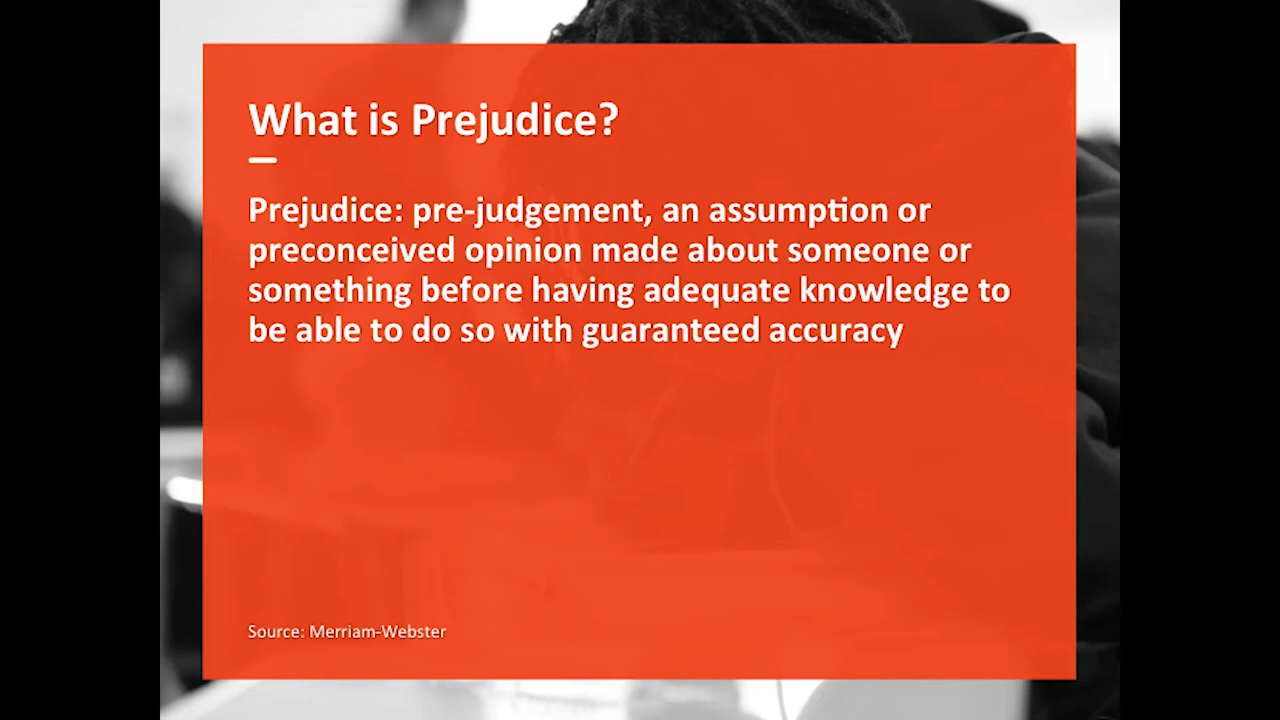 What is Prejudice?
Prejudice: pre-judgement, an assumption or
preconceived opinion made about someone or
something before having adequate knowledge to
be able to do so with guaranteed accuracy
Source: Merriam-Webster